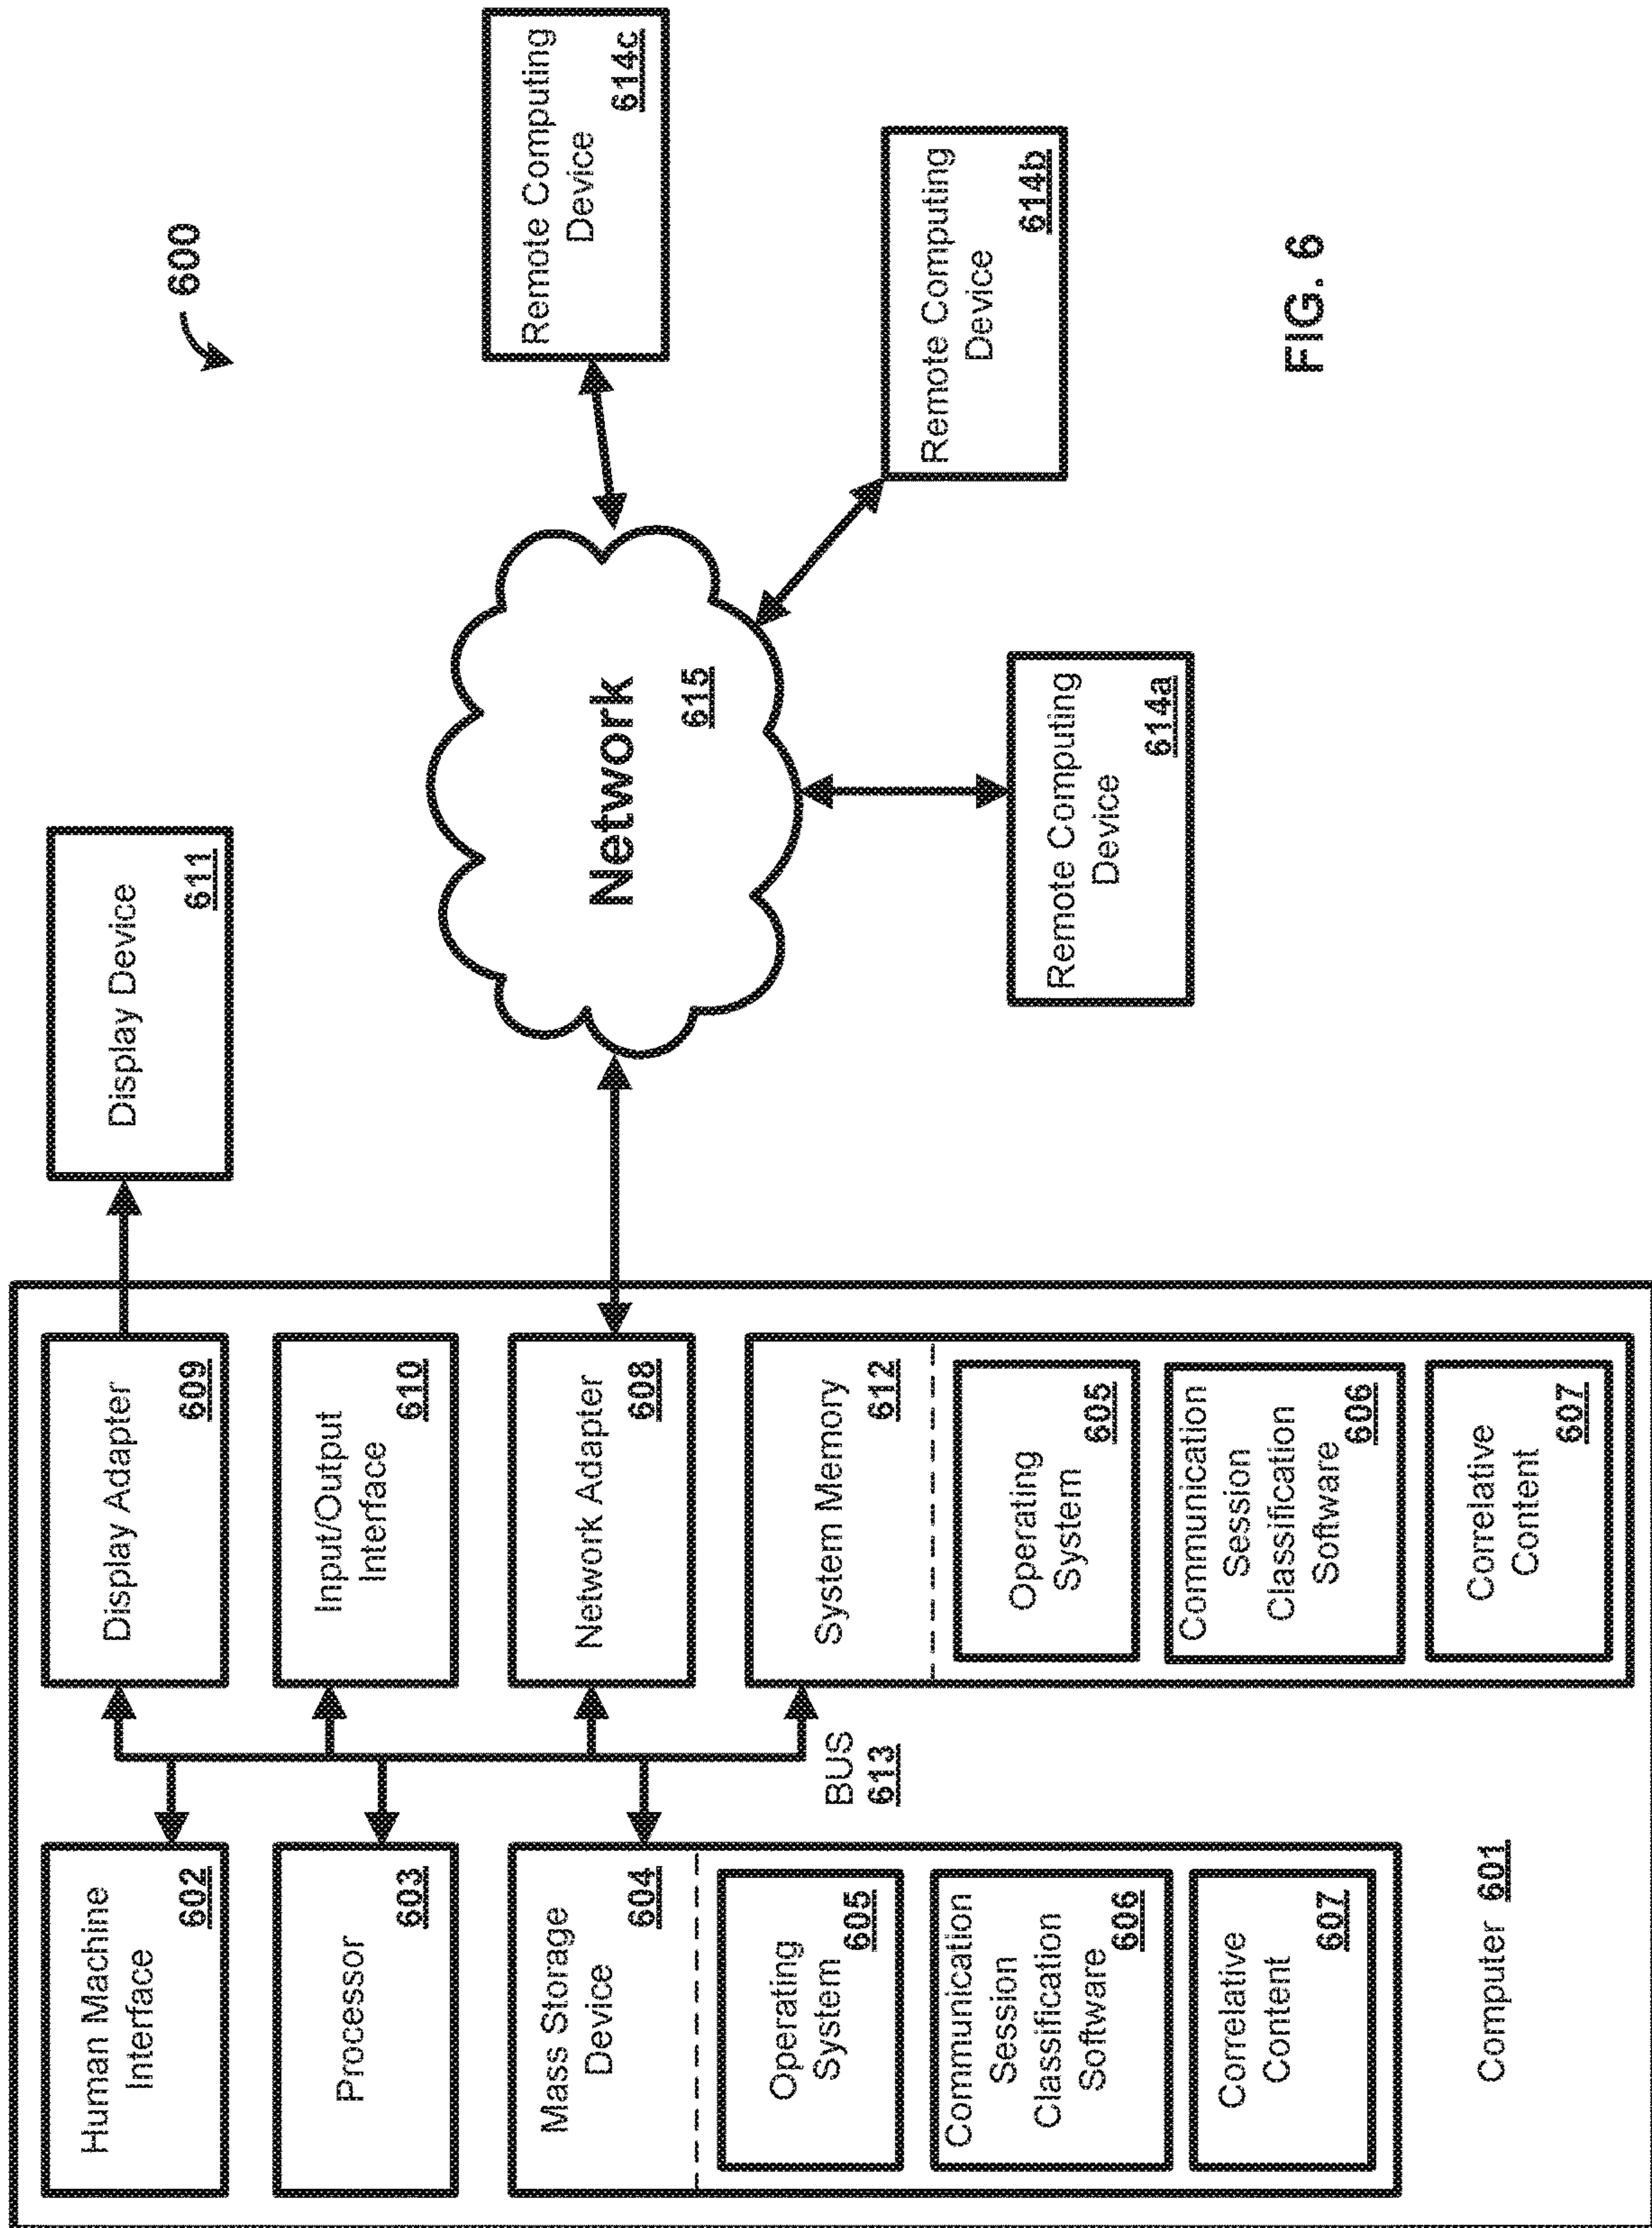 600
Human Machine
Interface
602
Processor
603
Mass Storage
Device
604
Operating
System
605
Communication
Session
Classification
Software
606
Correlative
Content
607
Computer 601
BUS
613
Display Adapter
609
Input/Output
Interface
610
Network Adapter
608
System Memory
612
Operating
System
605
Communication
Session
Classification
Software
606
Correlative
Content
607
Display Device
611
Network
615
Remote Computing
Device
614a
Remote Computing
Device
614b
Remote Computing
Device
614c
FIG. 6